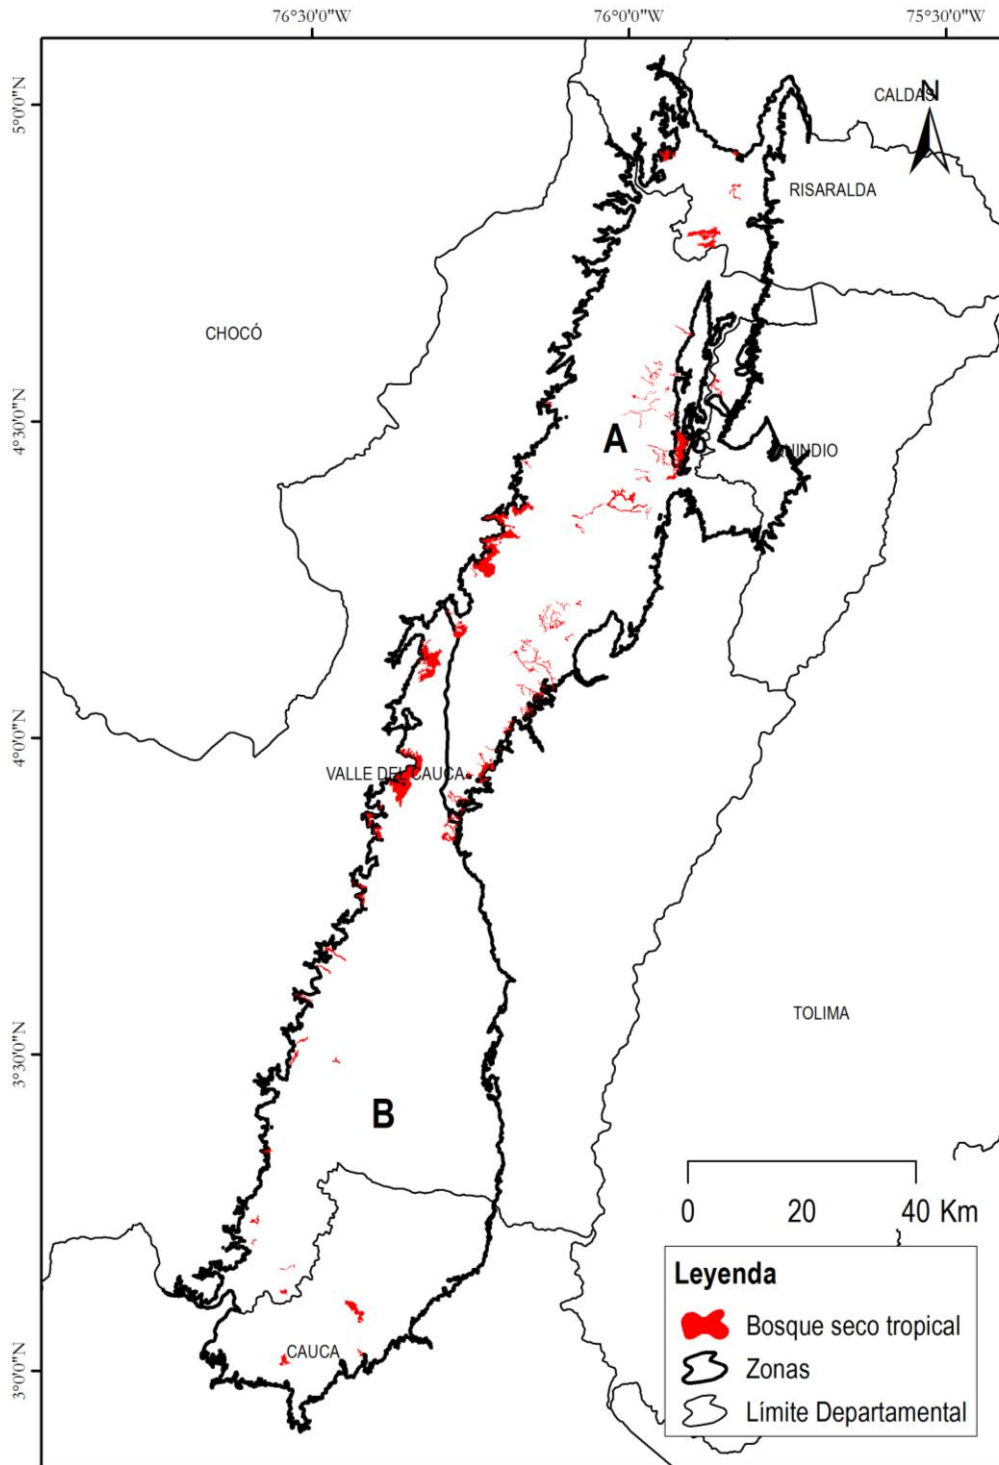 76°30'0"W 76°0'0"W 75°30'0"W
5°0'0"N
CALDAS
N
RISARALDA
CHOCÓ
4°30'0"N
A
UINDIO
4°0'0"N
VALLE DEL CAUCA
TOLIMA
3°30'0"N
B
0 20 40 Km
Leyenda
Bosque seco tropical
Zonas
Límite Departamental
CAUCA
3°0'0"N